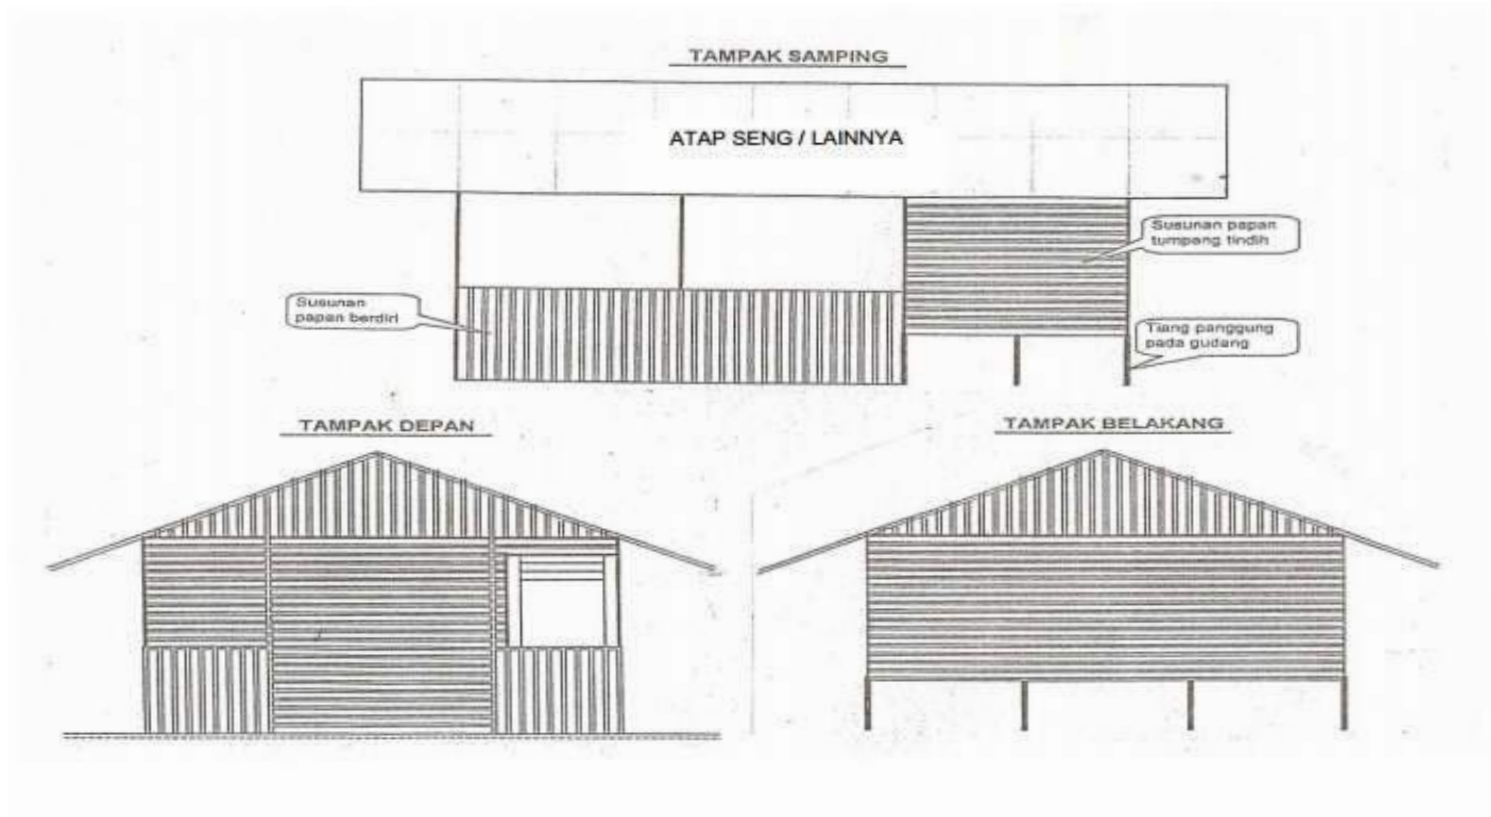 TAMPAK SAMPING
ATAP SENG / LAINNYA
Susunan papan
tumpang tindih
Susunan
papan berdiri
Tiang panggung
pada gudang
TAMPAK DEPAN
TAMPAK BELAKANG